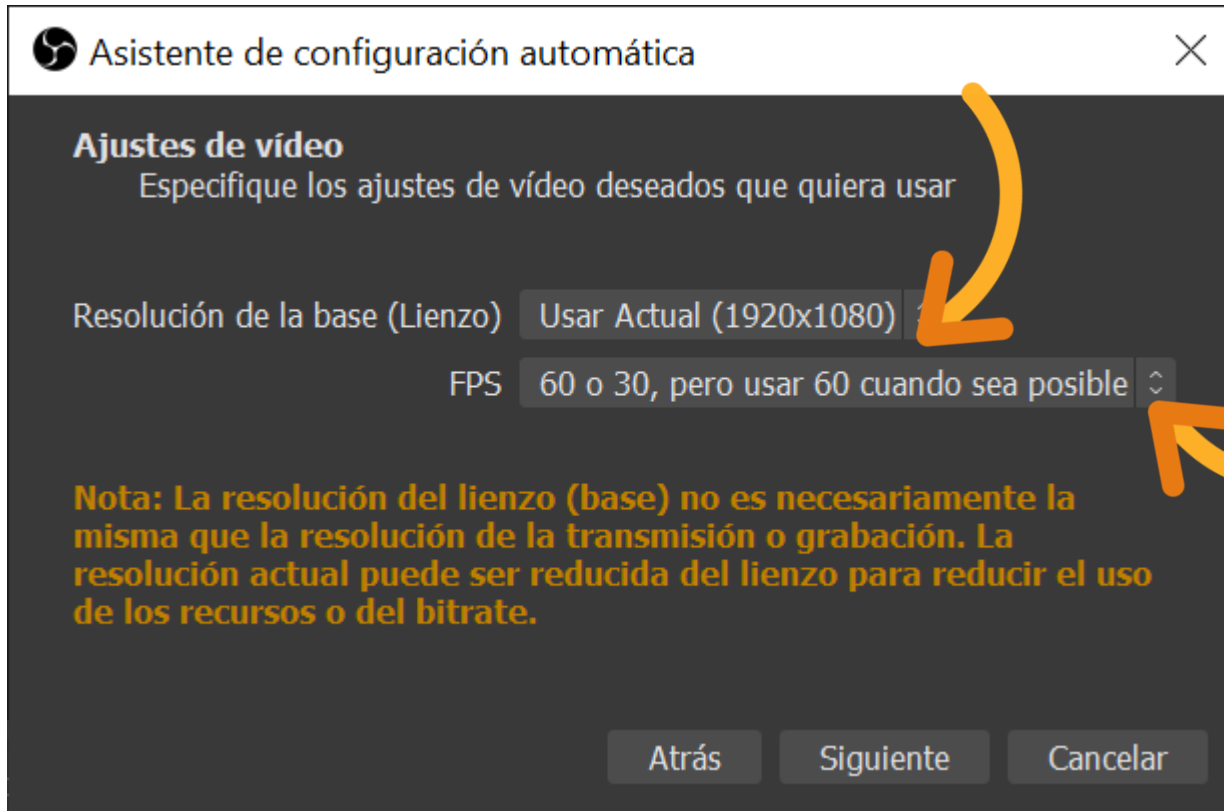 Asistente de configuración automática
Ajustes de vídeo
Especifique los ajustes de vídeo deseados que quiera usar
Resolución de la base (Lienzo) Usar Actual (1920x1080)
FPS 60 o 30, pero usar 60 cuando sea posible
Nota: La resolución del lienzo (base) no es necesariamente la
misma que la resolución de la transmisión o grabación. La
resolución actual puede ser reducida del lienzo para reducir el uso
de los recursos o del bitrate.
Atrás Siguiente Cancelar